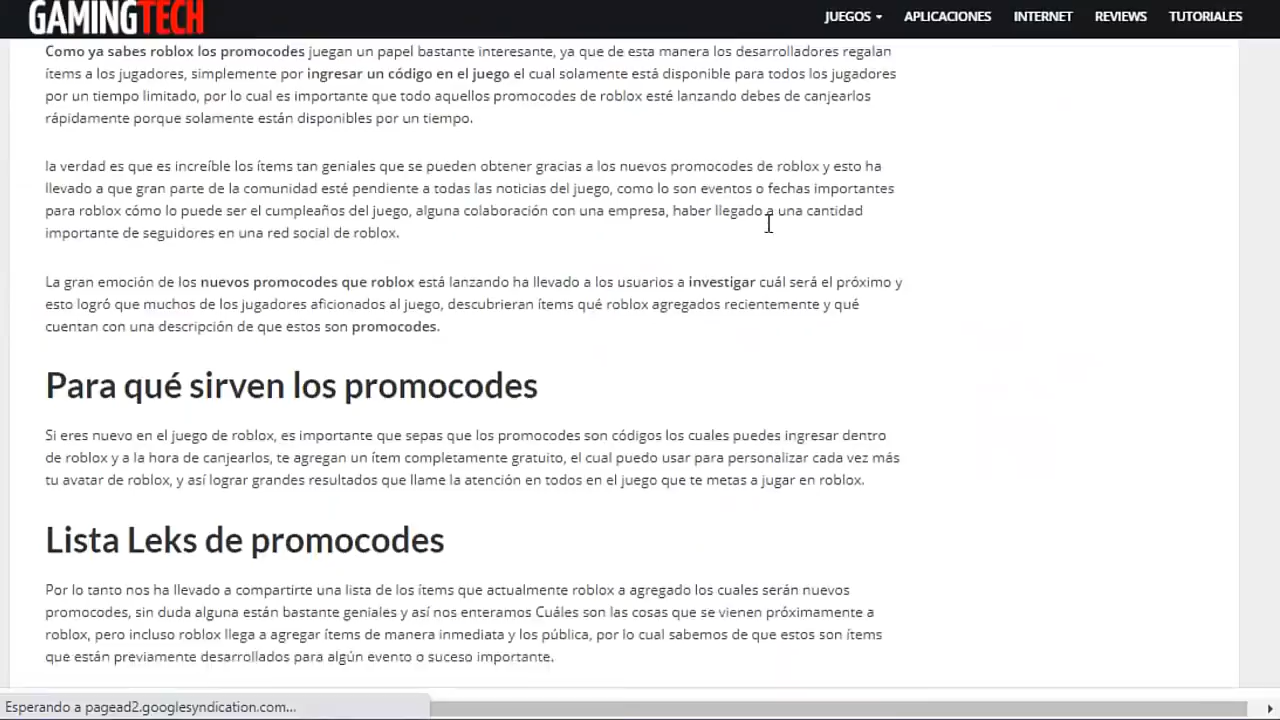 GAMINGTECH
JUEGOS APLICACIONES INTERNET REVIEWS TUTORIALES
Como ya sabes roblox los promocodes juegan un papel bastante interesante, ya que de esta manera los desarrolladores regalan
ítems a los jugadores, simplemente por ingresar un código en el juego el cual solamente está disponible para todos los jugadores
por un tiempo limitado, por lo cual es importante que todo aquellos promocodes de roblox esté lanzando debes de canjearlos
rápidamente porque solamente están disponibles por un tiempo.
la verdad es que es increíble los ítems tan geniales que se pueden obtener gracias a los nuevos promocodes de roblox y esto ha
llevado a que gran parte de la comunidad esté pendiente a todas las noticias del juego, como lo son eventos o fechas importantes
para roblox cómo lo puede ser el cumpleaños del juego, alguna colaboración con una empresa, haber llegado a una cantidad
importante de seguidores en una red social de roblox.
La gran emoción de los nuevos promocodes que roblox está lanzando ha llevado a los usuarios a investigar cuál será el próximo y
esto logró que muchos de los jugadores aficionados al juego, descubrieran ítems qué roblox agregados recientemente y qué
cuentan con una descripción de que estos son promocodes.
Para qué sirven los promocodes
Si eres nuevo en el juego de roblox, es importante que sepas que los promocodes son códigos los cuales puedes ingresar dentro
de roblox y a la hora de canjearlos, te agregan un ítem completamente gratuito, el cual puedo usar para personalizar cada vez más
tu avatar de roblox, y así lograr grandes resultados que llame la atención en todos en el juego que te metas a jugar en roblox.
Lista Leks de promocodes
Por lo tanto nos ha llevado a compartirte una lista de los ítems que actualmente roblox a agregado los cuales serán nuevos
promocodes, sin duda alguna están bastante geniales y así nos enteramos Cuáles son las cosas que se vienen próximamente a
roblox, pero incluso roblox llega a agregar ítems de manera inmediata y los pública, por lo cual sabemos de que estos son ítems
que están previamente desarrollados para algún evento o suceso importante.
Esperando a pagead2.googlesyndication.com...